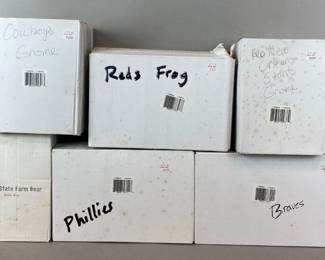 Cowboys
Gnome
Reds Frog
New
Orleans
Saints
Gnome
State Farm Bear
Phillies
Braves